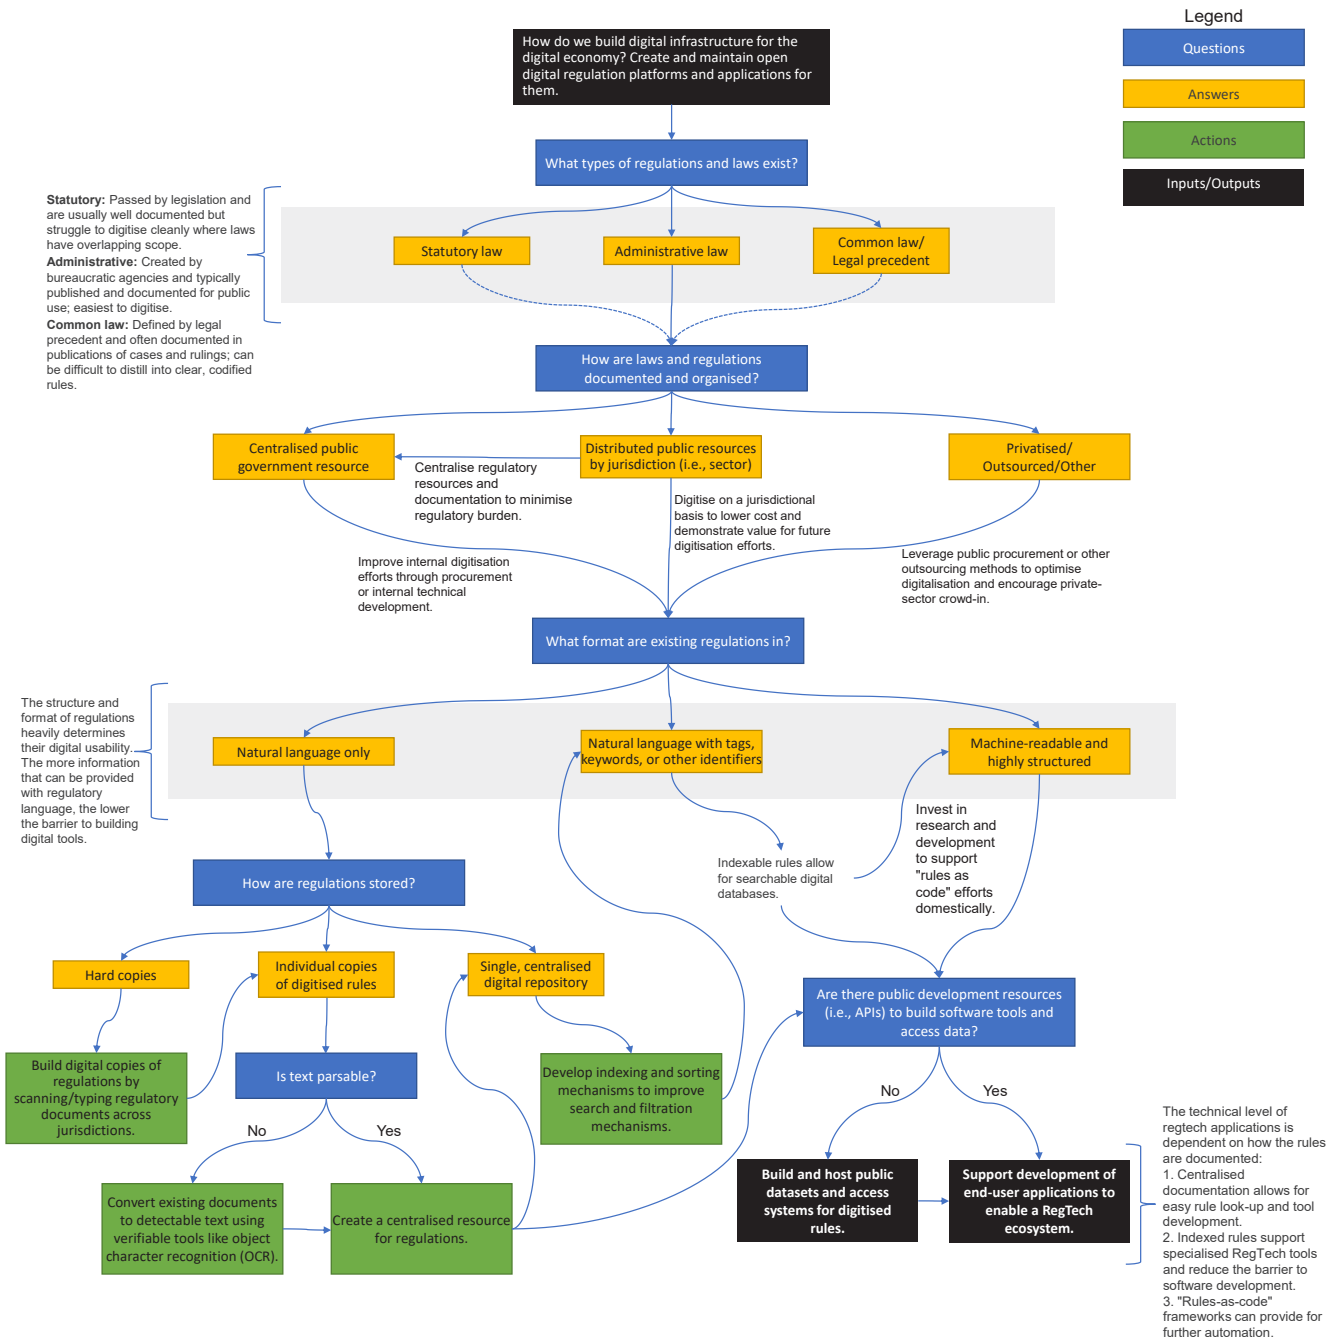 Legend
Questions
Answers
Actions
Inputs/Outputs
How do we build digital infrastructure for the
digital economy? Create and maintain open
digital regulation platforms and applications for
them.
What types of regulations and laws exist?
Statutory: Passed by legislation and
are usually well documented but
struggle to digitise cleanly where laws
have overlapping scope.
Administrative: Created by
bureaucratic agencies and typically
published and documented for public
use; easiest to digitise.
Common law: Defined by legal
precedent and often documented in
publications of cases and rulings; can
be difficult to distill into clear, codified
rules.
Statutory law
Administrative law
Common law/
Legal precedent
How are laws and regulations
documented and organised?
Centralised public
government resource
Distributed public resources
by jurisdiction (i.e., sector)
Privatised/
Outsourced/Other
Centralise regulatory
resources and
documentation to minimise
regulatory burden.
Digitise on a jurisdictional
basis to lower cost and
demonstrate value for future
digitisation efforts.
Improve internal digitisation
efforts through procurement
or internal technical
development.
Leverage public procurement or other
outsourcing methods to optimise
digitalisation and encourage private-
sector crowd-in.
What format are existing regulations in?
The structure and
format of regulations
heavily determines
their digital usability.
The more information
that can be provided
with regulatory
language, the lower
the barrier to building
digital tools.
Natural language only
Natural language with tags,
keywords, or other identifiers
Machine-readable and
highly structured
Indexable rules allow
for searchable digital
databases.
Invest in
research and
development
to support
"rules as
code" efforts
domestically.
How are regulations stored?
Hard copies
Individual copies
of digitised rules
Single, centralised
digital repository
Are there public development resources
(i.e., APIs) to build software tools and
access data?
Build digital copies of
regulations by
scanning/typing regulatory
documents across
jurisdictions.
Is text parsable?
Develop indexing and sorting
mechanisms to improve
search and filtration
mechanisms.
No
Yes
No
Yes
Convert existing documents
to detectable text using
verifiable tools like object
character recognition (OCR).
Create a centralised resource
for regulations.
Build and host public
datasets and access
systems for digitised
rules.
Support development of
end-user applications to
enable a RegTech
ecosystem.
The technical level of
regtech applications is
dependent on how the rules
are documented:
1. Centralised
documentation allows for
easy rule look-up and tool
development.
2. Indexed rules support
specialised RegTech tools
and reduce the barrier to
software development.
3. "Rules-as-code"
frameworks can provide for
further automation.